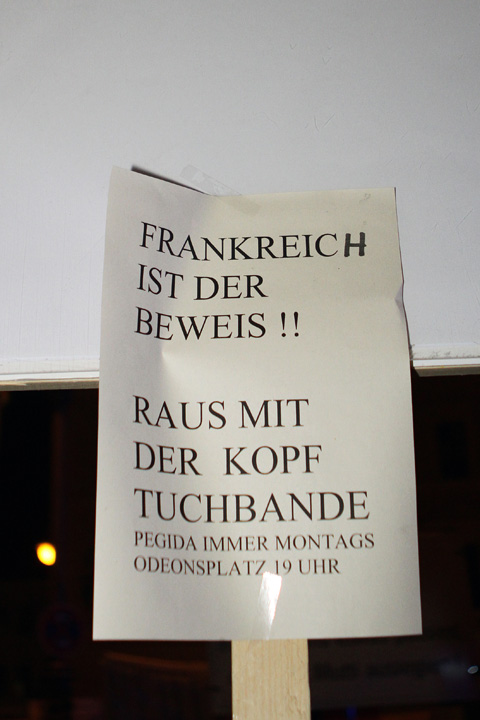 FRANKREICH
IST DER
BEWEIS !!
RAUS MIT
DER KOPF
TUCHBANDE
PEGIDA IMMER MONTAGS
ODEONSPLATZ 19 UHR